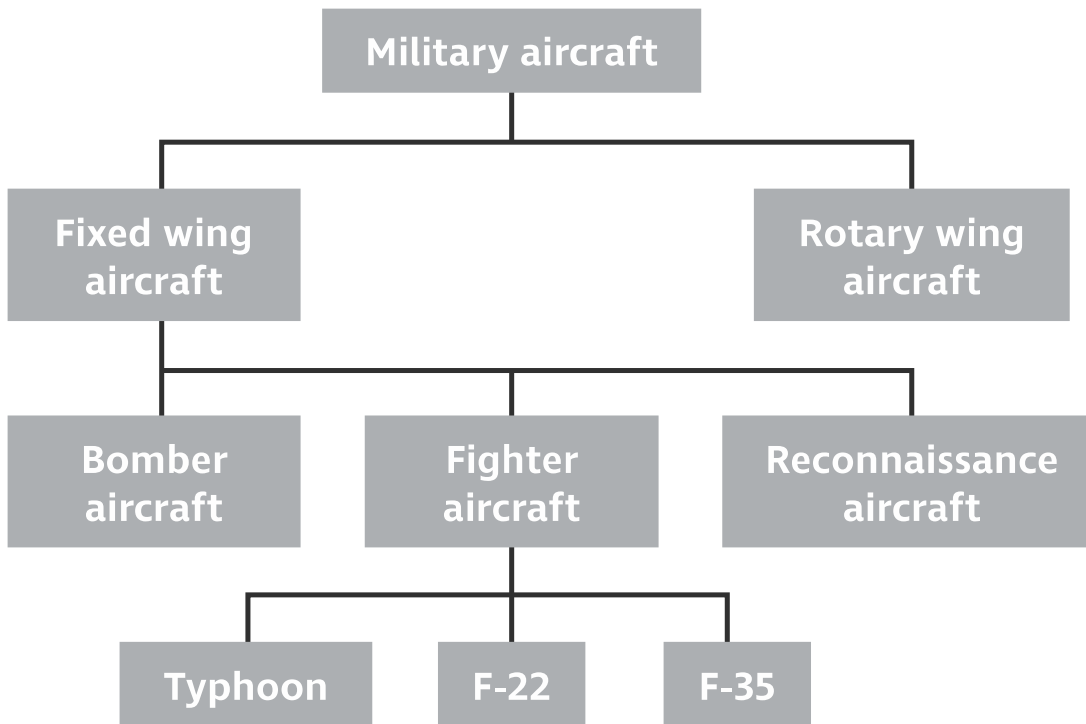 Military aircraft
Fixed wing
aircraft
Rotary wing
aircraft
Bomber
aircraft
Fighter
aircraft
Reconnaissance
aircraft
Typhoon
F-22
F-35